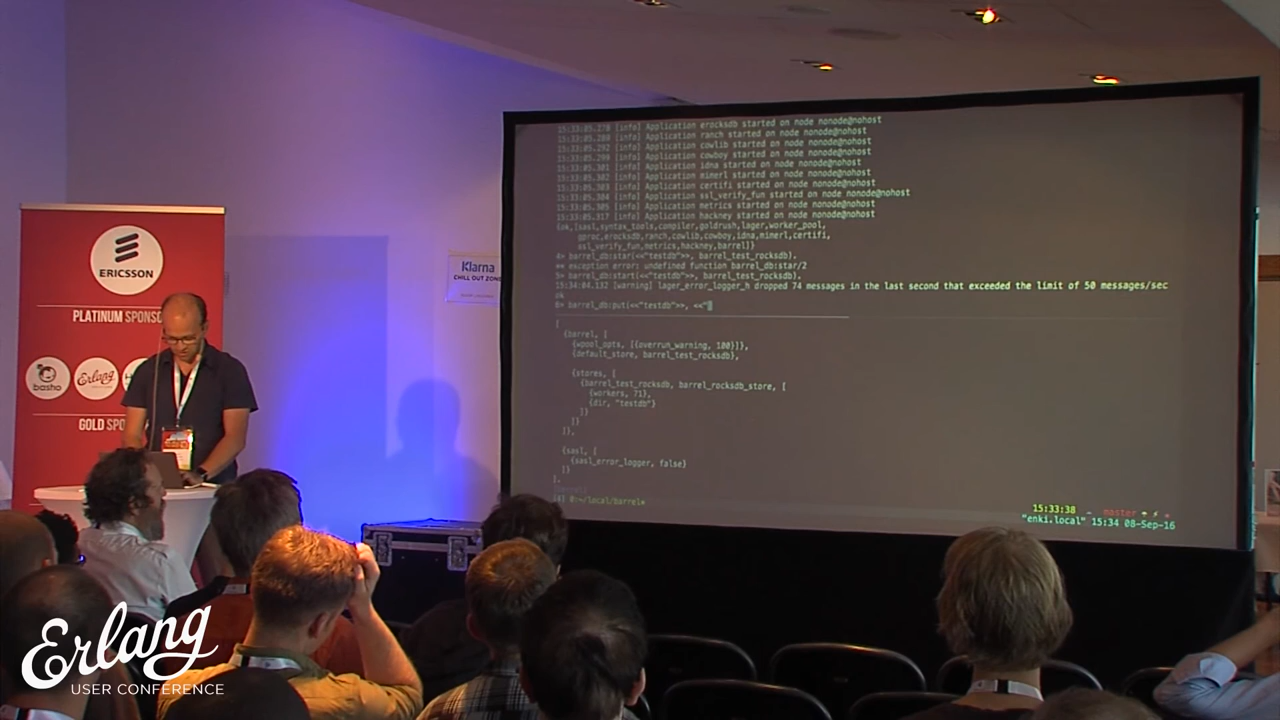 ERICSSON
PLATINUM SPONSO
basho
Erlang
GOLD SPO
Klarna
CHILL OUT ZONE
15:33:05.278 [info] Application erocksdb started on node nonode@nohost
15:33:05.280 [info] Application ranch started on node nonode@nohost
15:33:05.292 [info] Application cowlib started on node nonode@nohost
15:33:05.299 [info] Application cowboy started on node nonode@nohost
15:33:05.301 [info] Application idna started on node nonode@nohost
15:33:05.302 [info] Application mimerl started on node nonode@nohost
15:33:05.303 [info] Application certifi started on node nonode@nohost
15:33:05.304 [info] Application ssl_verify_fun started on node nonode@nohost
15:33:05.305 [info] Application metrics started on node nonode@nohost
15:33:05.317 [info] Application hackney started on node nonode@nohost
{ok,[sasl,syntax_tools,compiler,goldrush,lager,worker_pool,
gproc,erocksdb,ranch,cowlib,cowboy,idna,mimerl,certifi,
ssl_verify_fun,metrics,hackney,barrel]}
4> barrel_db:star(<<"testdb">>, barrel_test_rocksdb).
** exception error: undefined function barrel_db:star/2
5> barrel_db:start(<<"testdb">>, barrel_test_rocksdb).
15:34:04.132 [warning] lager_error_logger_h dropped 74 messages in the last second that exceeded the limit of 50 messages/sec
ok
6> barrel_db:put(<<"testdb">>, <<"
[
{barrel, [
{wpool_opts, [{overrun_warning, 100}]},
{default_store, barrel_test_rocksdb},
{stores, [
{barrel_test_rocksdb, barrel_rocksdb_store, [
{workers, 71},
{dir, "testdb"}
]}
]}
]},
{sasl, [
{sasl_error_logger, false}
]}
].
[4] 0:~/local/barrel*
15:33:38 master
"enki.local" 15:34 08-Sep-16
Erlang
USER CONFERENCE